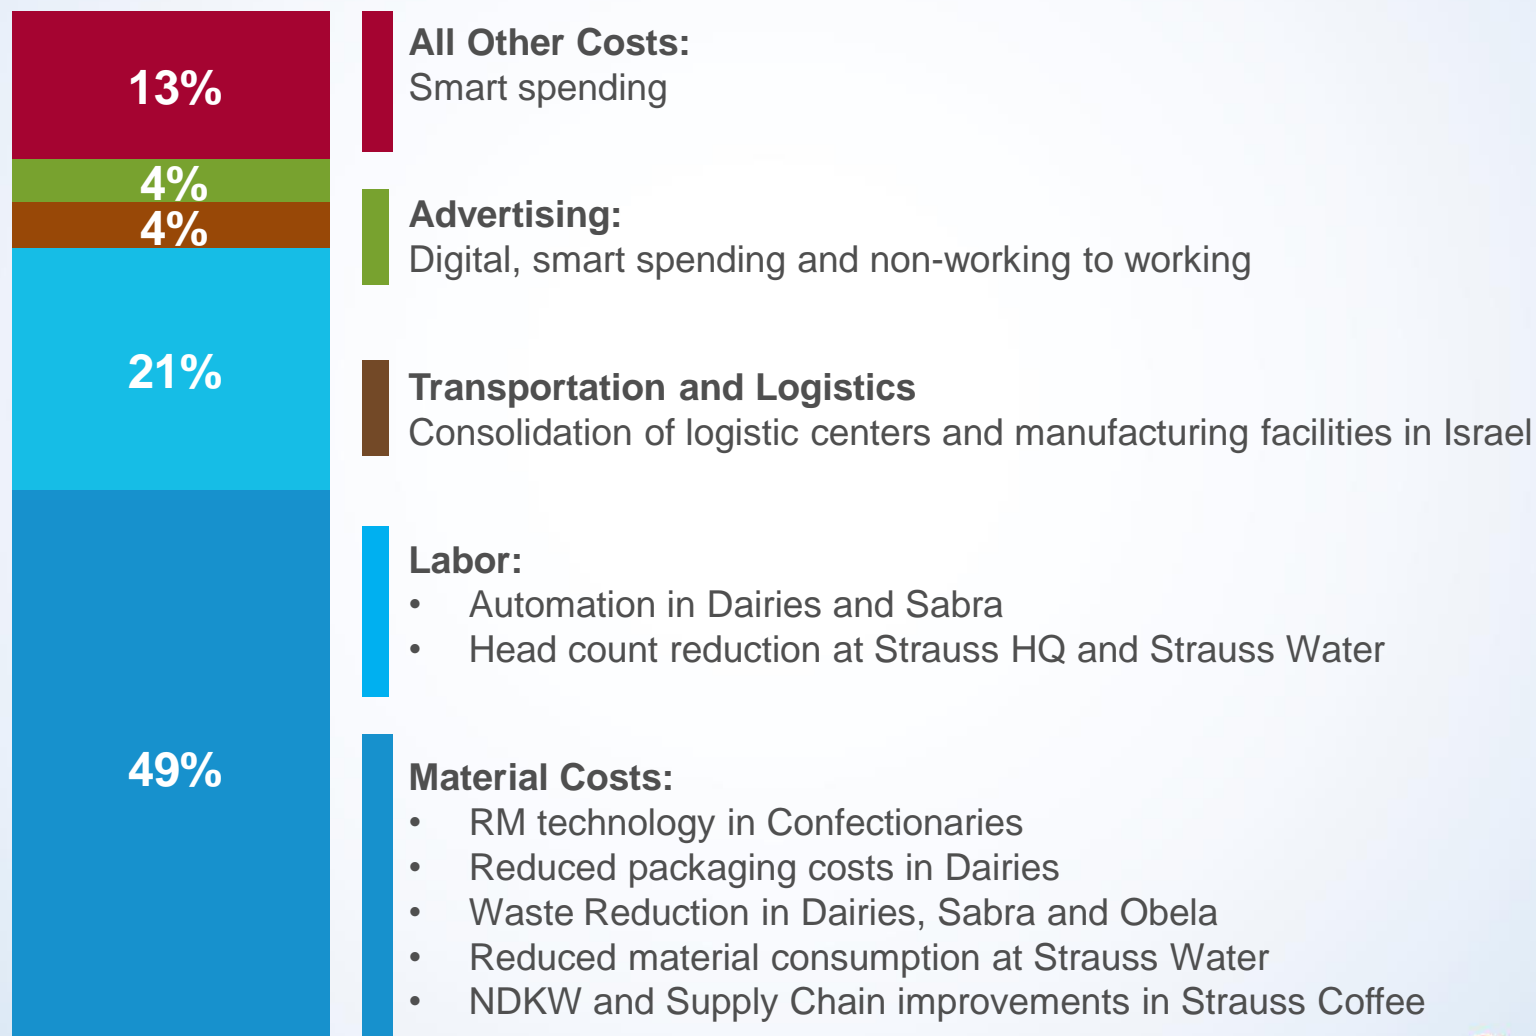 13%
4%
4%
21%
49%
All Other Costs:
Smart spending
Advertising:
Digital, smart spending and non-working to working
Transportation and Logistics
Consolidation of logistic centers and manufacturing facilities in Israel
Labor:
• Automation in Dairies and Sabra
• Head count reduction at Strauss HQ and Strauss Water
Material Costs:
• RM technology in Confectionaries
• Reduced packaging costs in Dairies
• Waste Reduction in Dairies, Sabra and Obela
• Reduced material consumption at Strauss Water
• NDKW and Supply Chain improvements in Strauss Coffee